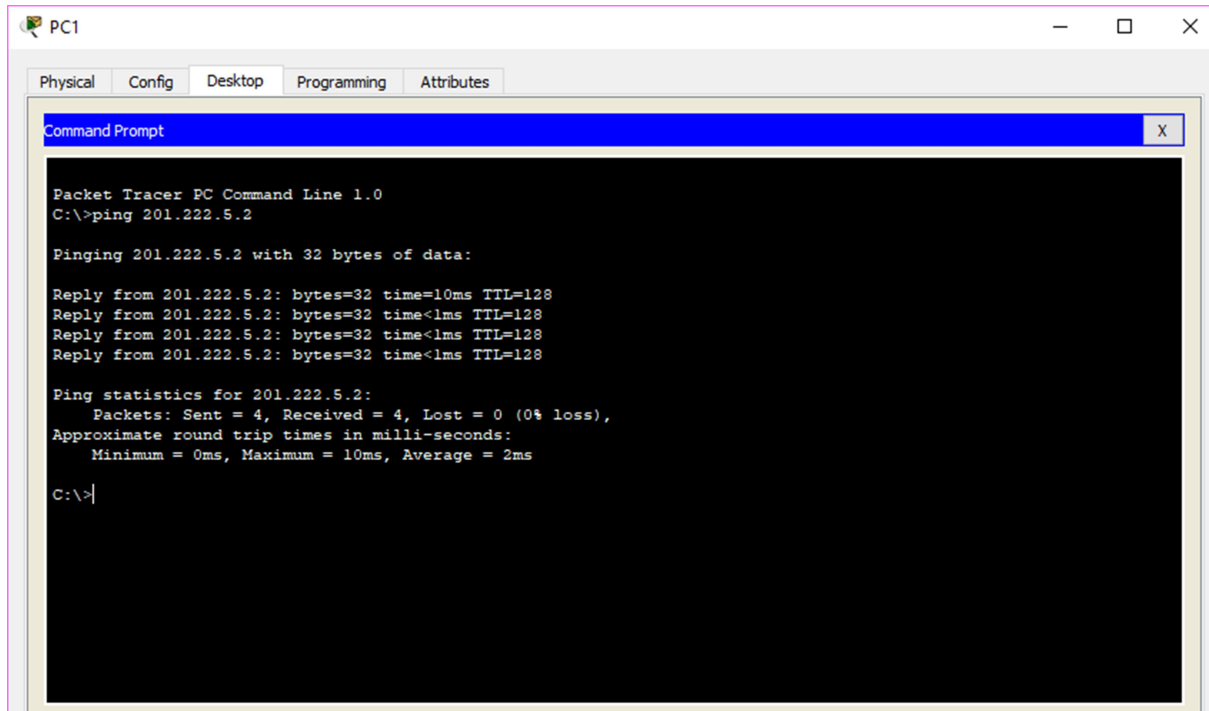 PC1
Physical Config Desktop Programming Attributes
Command Prompt X
Packet Tracer PC Command Line 1.0
C:\>ping 201.222.5.2
Pinging 201.222.5.2 with 32 bytes of data:
Reply from 201.222.5.2: bytes=32 time=10ms TTL=128
Reply from 201.222.5.2: bytes=32 time<1ms TTL=128
Reply from 201.222.5.2: bytes=32 time<1ms TTL=128
Reply from 201.222.5.2: bytes=32 time<1ms TTL=128
Ping statistics for 201.222.5.2:
Packets: Sent = 4, Received = 4, Lost = 0 (0% loss),
Approximate round trip times in milli-seconds:
Minimum = 0ms, Maximum = 10ms, Average = 2ms
C:\>